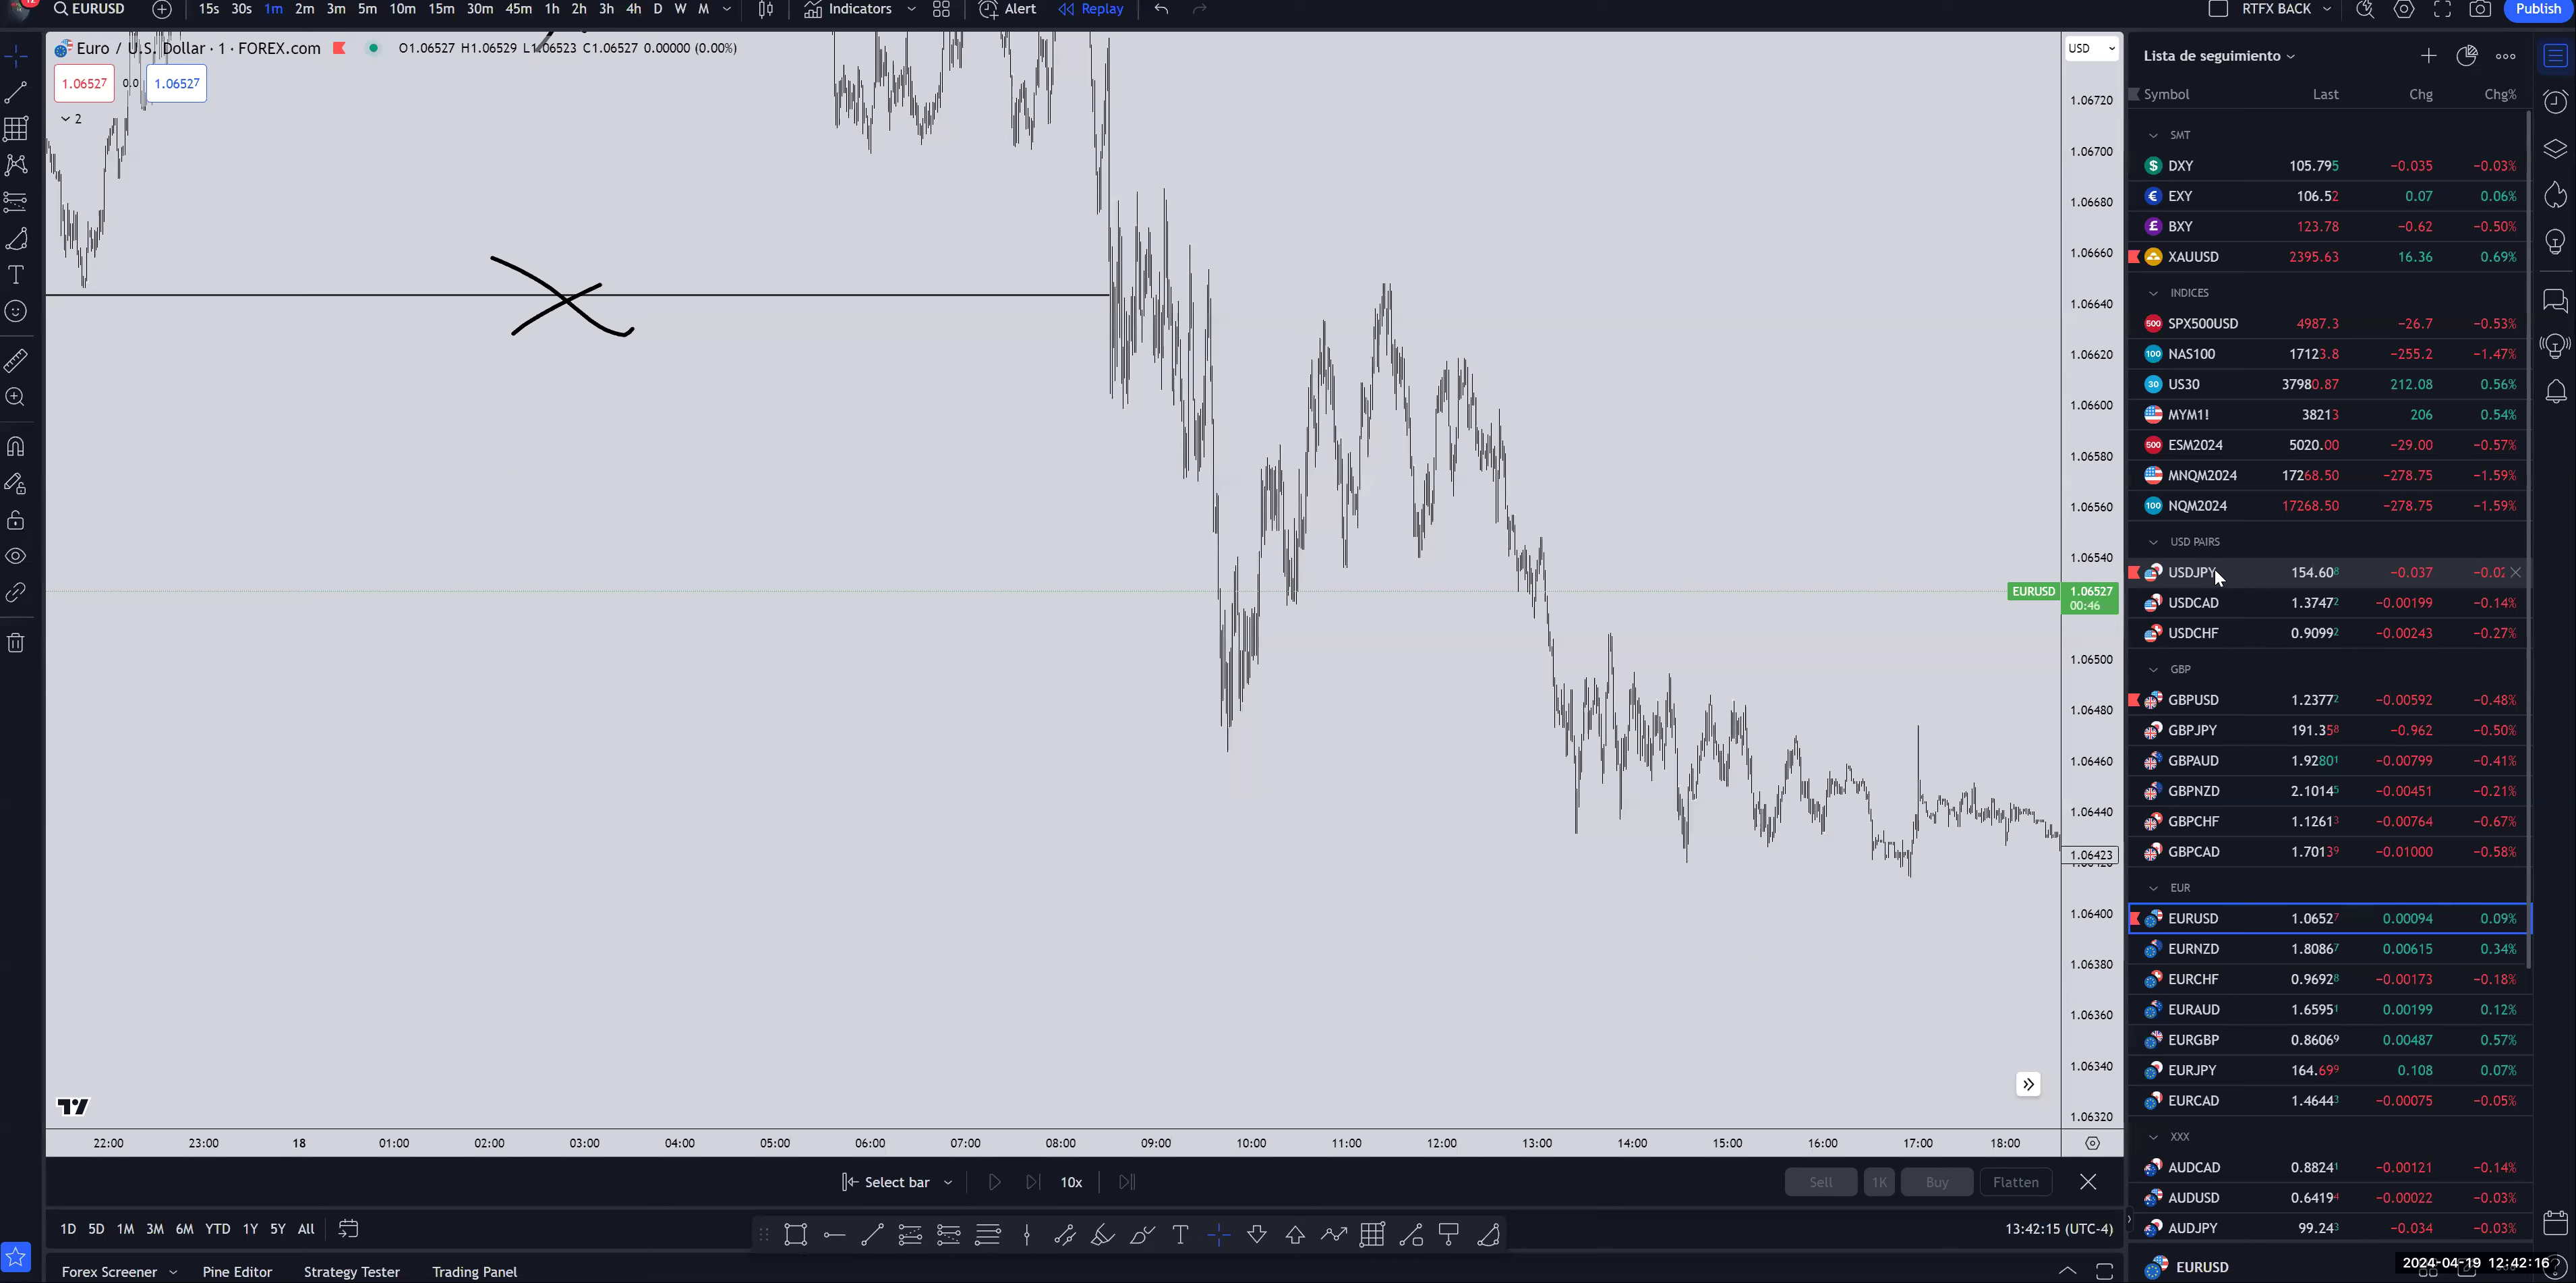 EURUSD 15s 30s 1m 2m 3m 5m 10m 15m 30m 45m 1h 2h 3h 4h D W M Indicators Alert Replay RTFX BACK Publish
Euro / U.S. Dollar · 1 · FOREX.com O1.06527 H1.06529 L1.06523 C1.06527 0.00000 (0.00%)
1.06527 0.0 1.06527
2
USD
1.06720
1.06700
1.06680
1.06660
1.06640
1.06620
1.06600
1.06580
1.06560
1.06540
EURUSD 1.06527
00:46
1.06500
1.06480
1.06460
1.06440
1.06423
1.06400
1.06380
1.06360
1.06340
1.06320
22:00 23:00 18 01:00 02:00 03:00 04:00 05:00 06:00 07:00 08:00 09:00 10:00 11:00 12:00 13:00 14:00 15:00 16:00 17:00 18:00
Select bar 10x Sell 1K Buy Flatten
1D 5D 1M 3M 6M YTD 1Y 5Y All 13:42:15 (UTC-4)
Forex Screener Pine Editor Strategy Tester Trading Panel
Lista de seguimiento
Symbol Last Chg Chg%
SMT
DXY 105.795 −0.035 −0.03%
EXY 106.52 0.07 0.06%
BXY 123.78 −0.62 −0.50%
XAUUSD 2395.63 16.36 0.69%
INDICES
SPX500USD 4987.3 −26.7 −0.53%
NAS100 17123.8 −255.2 −1.47%
US30 37980.87 212.08 0.56%
MYM1! 38213 206 0.54%
ESM2024 5020.00 −29.00 −0.57%
MNQM2024 17268.50 −278.75 −1.59%
NQM2024 17268.50 −278.75 −1.59%
USD PAIRS
USDJPY 154.608 −0.037
USDCAD 1.37472 −0.00199 −0.14%
USDCHF 0.90992 −0.00243 −0.27%
GBP
GBPUSD 1.23772 −0.00592 −0.48%
GBPJPY 191.358 −0.962 −0.50%
GBPAUD 1.92801 −0.00799 −0.41%
GBPNZD 2.10145 −0.00451 −0.21%
GBPCHF 1.12613 −0.00764 −0.67%
GBPCAD 1.70139 −0.01000 −0.58%
EUR
EURUSD 1.06527 0.00094 0.09%
EURNZD 1.80867 0.00615 0.34%
EURCHF 0.96928 −0.00173 −0.18%
EURAUD 1.65951 0.00199 0.12%
EURGBP 0.86069 0.00487 0.57%
EURJPY 164.699 0.108 0.07%
EURCAD 1.46443 −0.00075 −0.05%
XXX
AUDCAD 0.88241 −0.00121 −0.14%
AUDUSD 0.64194 −0.00022 −0.03%
AUDJPY 99.243 −0.034 −0.03%
EURUSD
2024-04-19 12:42:16